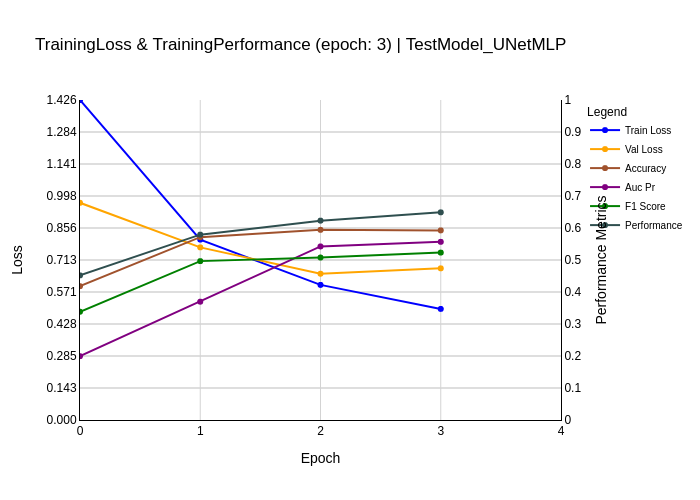 TrainingLoss & TrainingPerformance (epoch: 3) | TestModel_UNetMLP
1.426
1.284
1.141
0.998
0.856
0.713
0.571
0.428
0.285
0.143
0.000
Loss
0
1
2
3
4
Epoch
1
0.9
0.8
0.7
0.6
0.5
0.4
0.3
0.2
0.1
0
Performance Metrics
Legend
Train Loss
Val Loss
Accuracy
Auc Pr
F1 Score
Performance